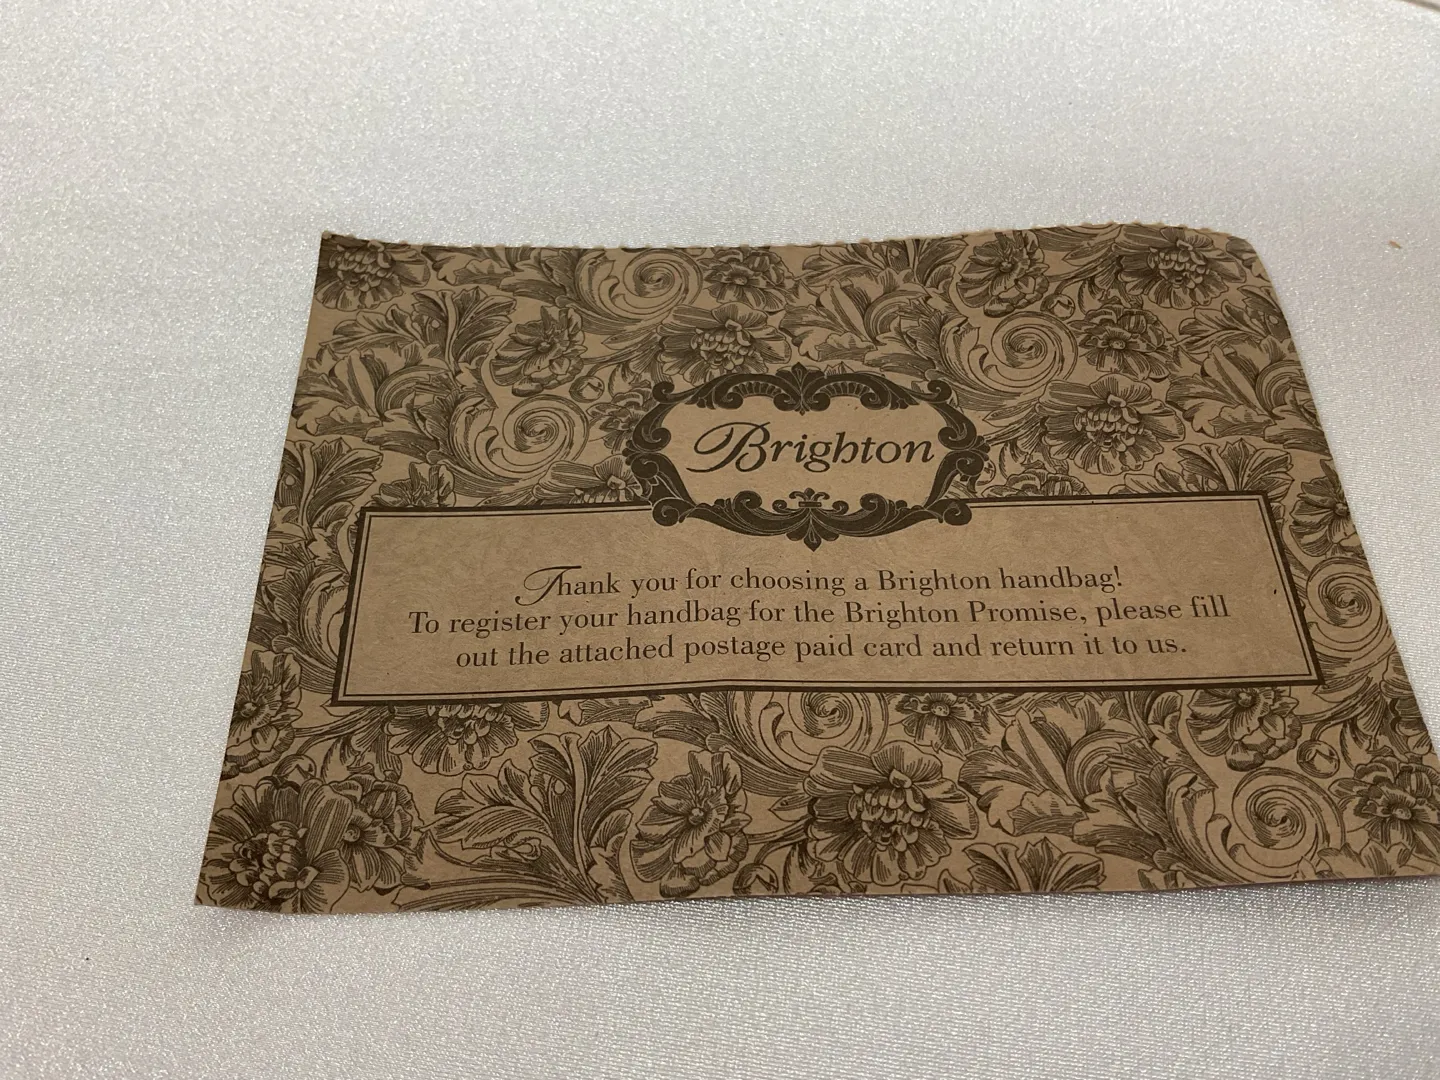 Brighton
Thank you for choosing a Brighton handbag!
To register your handbag for the Brighton Promise, please fill
out the attached postage paid card and return it to us.